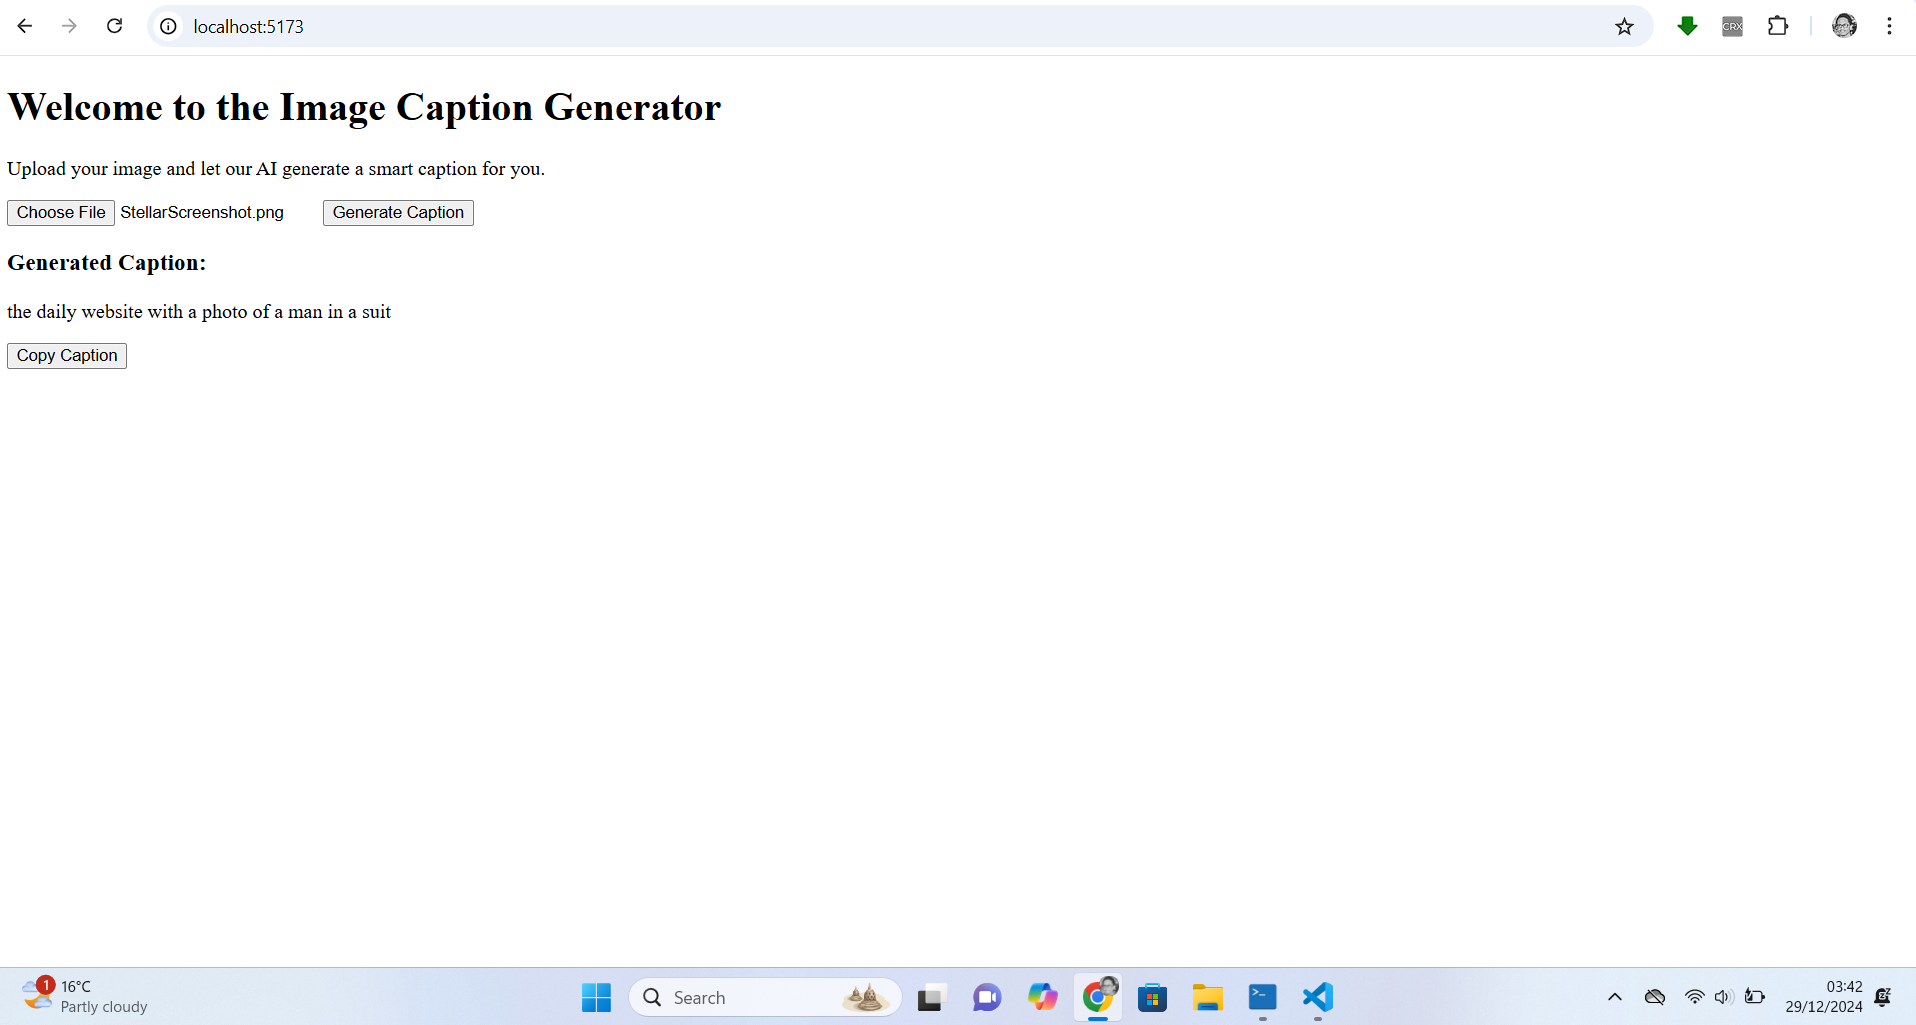 localhost:5173
CRX
Welcome to the Image Caption Generator
Upload your image and let our AI generate a smart caption for you.
Choose File StellarScreenshot.png Generate Caption
Generated Caption:
the daily website with a photo of a man in a suit
Copy Caption
1 16°C
Partly cloudy
Search
03:42
29/12/2024